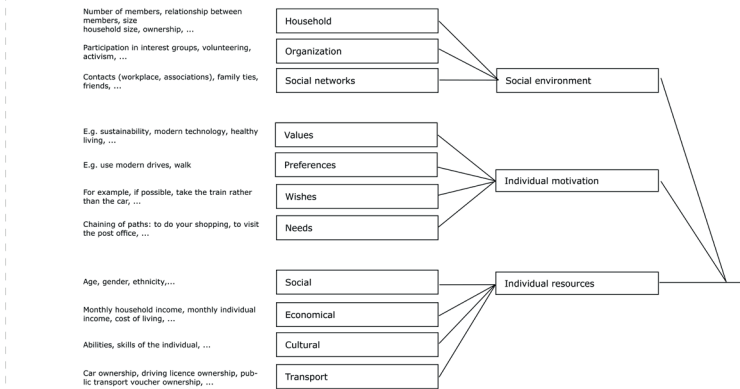 Number of members, relationship between
members, size
household size, ownership, ...
Household
Participation in interest groups, volunteering,
activism, ...
Organization
Contacts (workplace, associations), family ties,
friends, ...
Social networks
Social environment
E.g. sustainability, modern technology, healthy
living, ...
Values
E.g. use modern drives, walk
Preferences
Individual motivation
For example, if possible, take the train rather
than the car, ...
Wishes
Chaining of paths: to do your shopping, to visit
the post office, ...
Needs
Age, gender, ethnicity,...
Social
Individual resources
Monthly household income, monthly individual
income, cost of living, ...
Economical
Abilities, skills of the individual, ...
Cultural
Car ownership, driving licence ownership, pub-
lic transport voucher ownership, ...
Transport